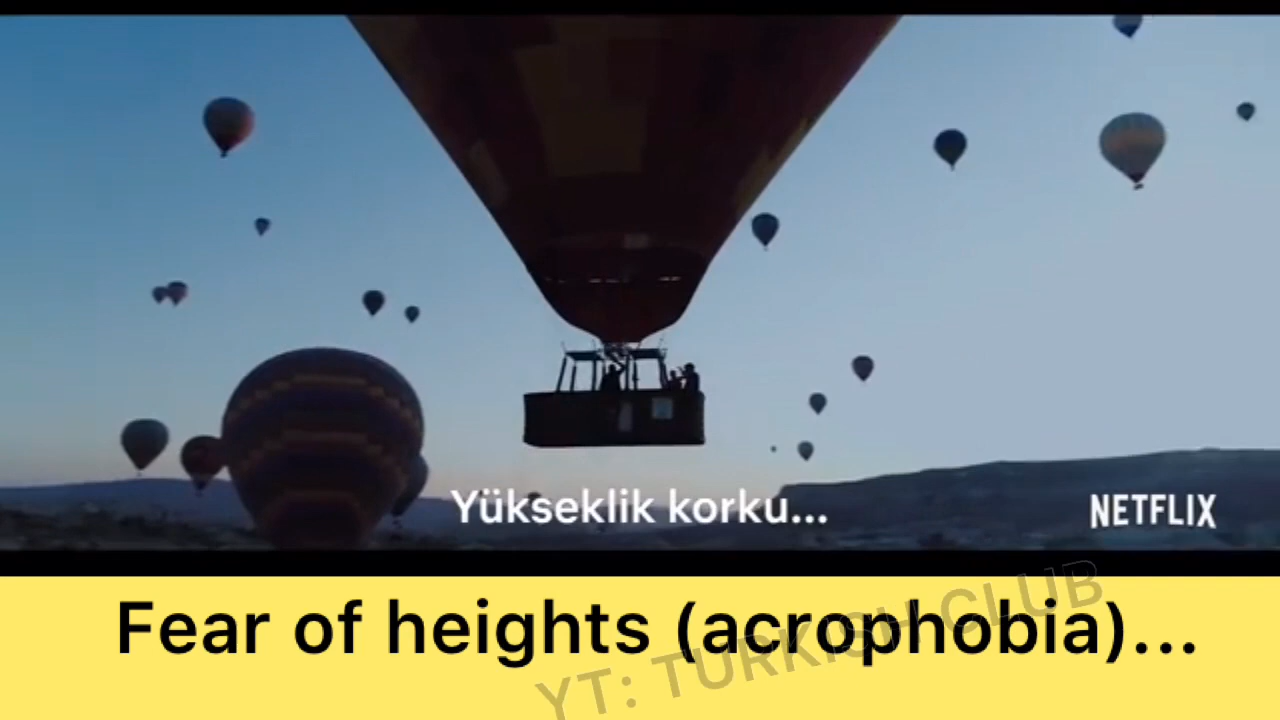 Yükseklik korku...
NETFLIX
Fear of heights (acrophobia)...
YT: TURKISH CLUB